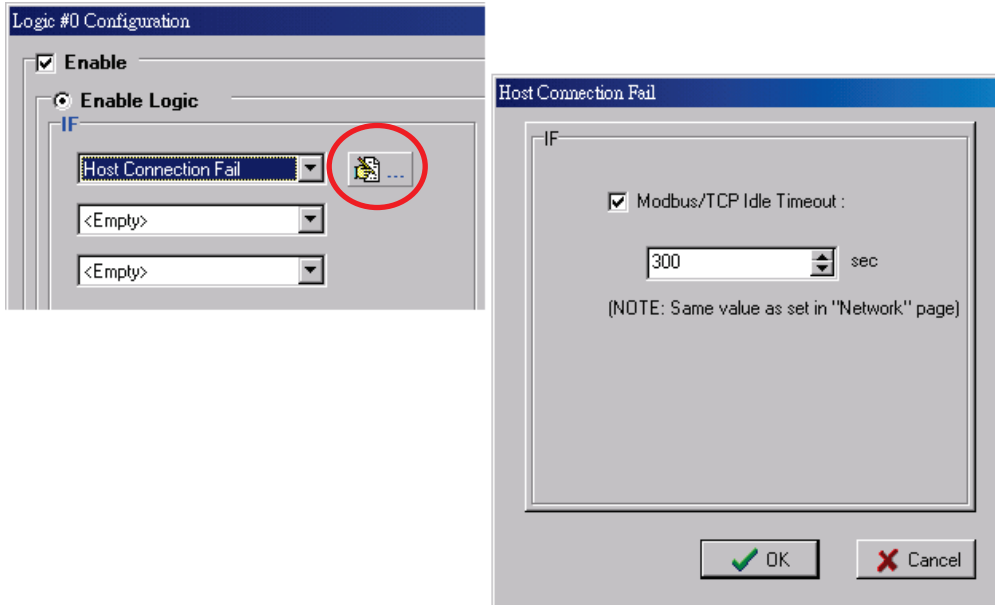 Logic #0 Configuration
Enable
Enable Logic
IF
Host Connection Fail
...
<Empty>
<Empty>
Host Connection Fail
IF
Modbus/TCP Idle Timeout :
300 sec
(NOTE: Same value as set in "Network" page)
OK Cancel